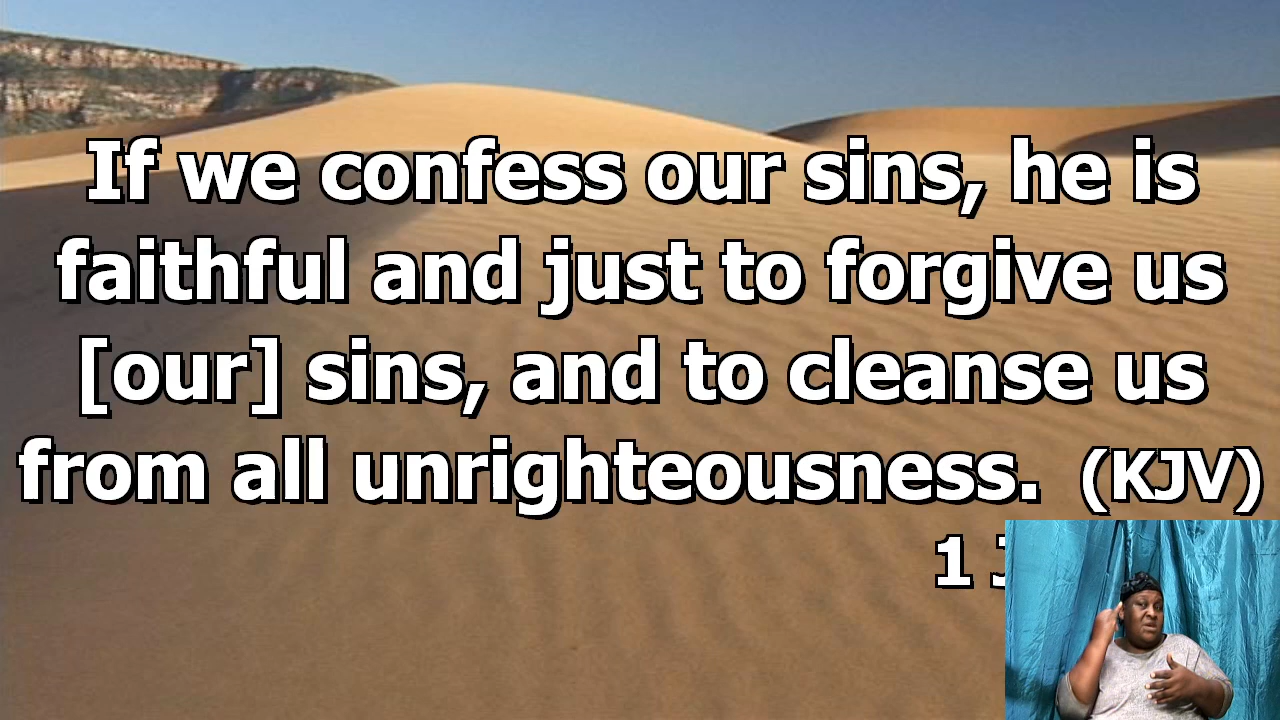 If we confess our sins, he is
faithful and just to forgive us
[our] sins, and to cleanse us
from all unrighteousness. (KJV)
1